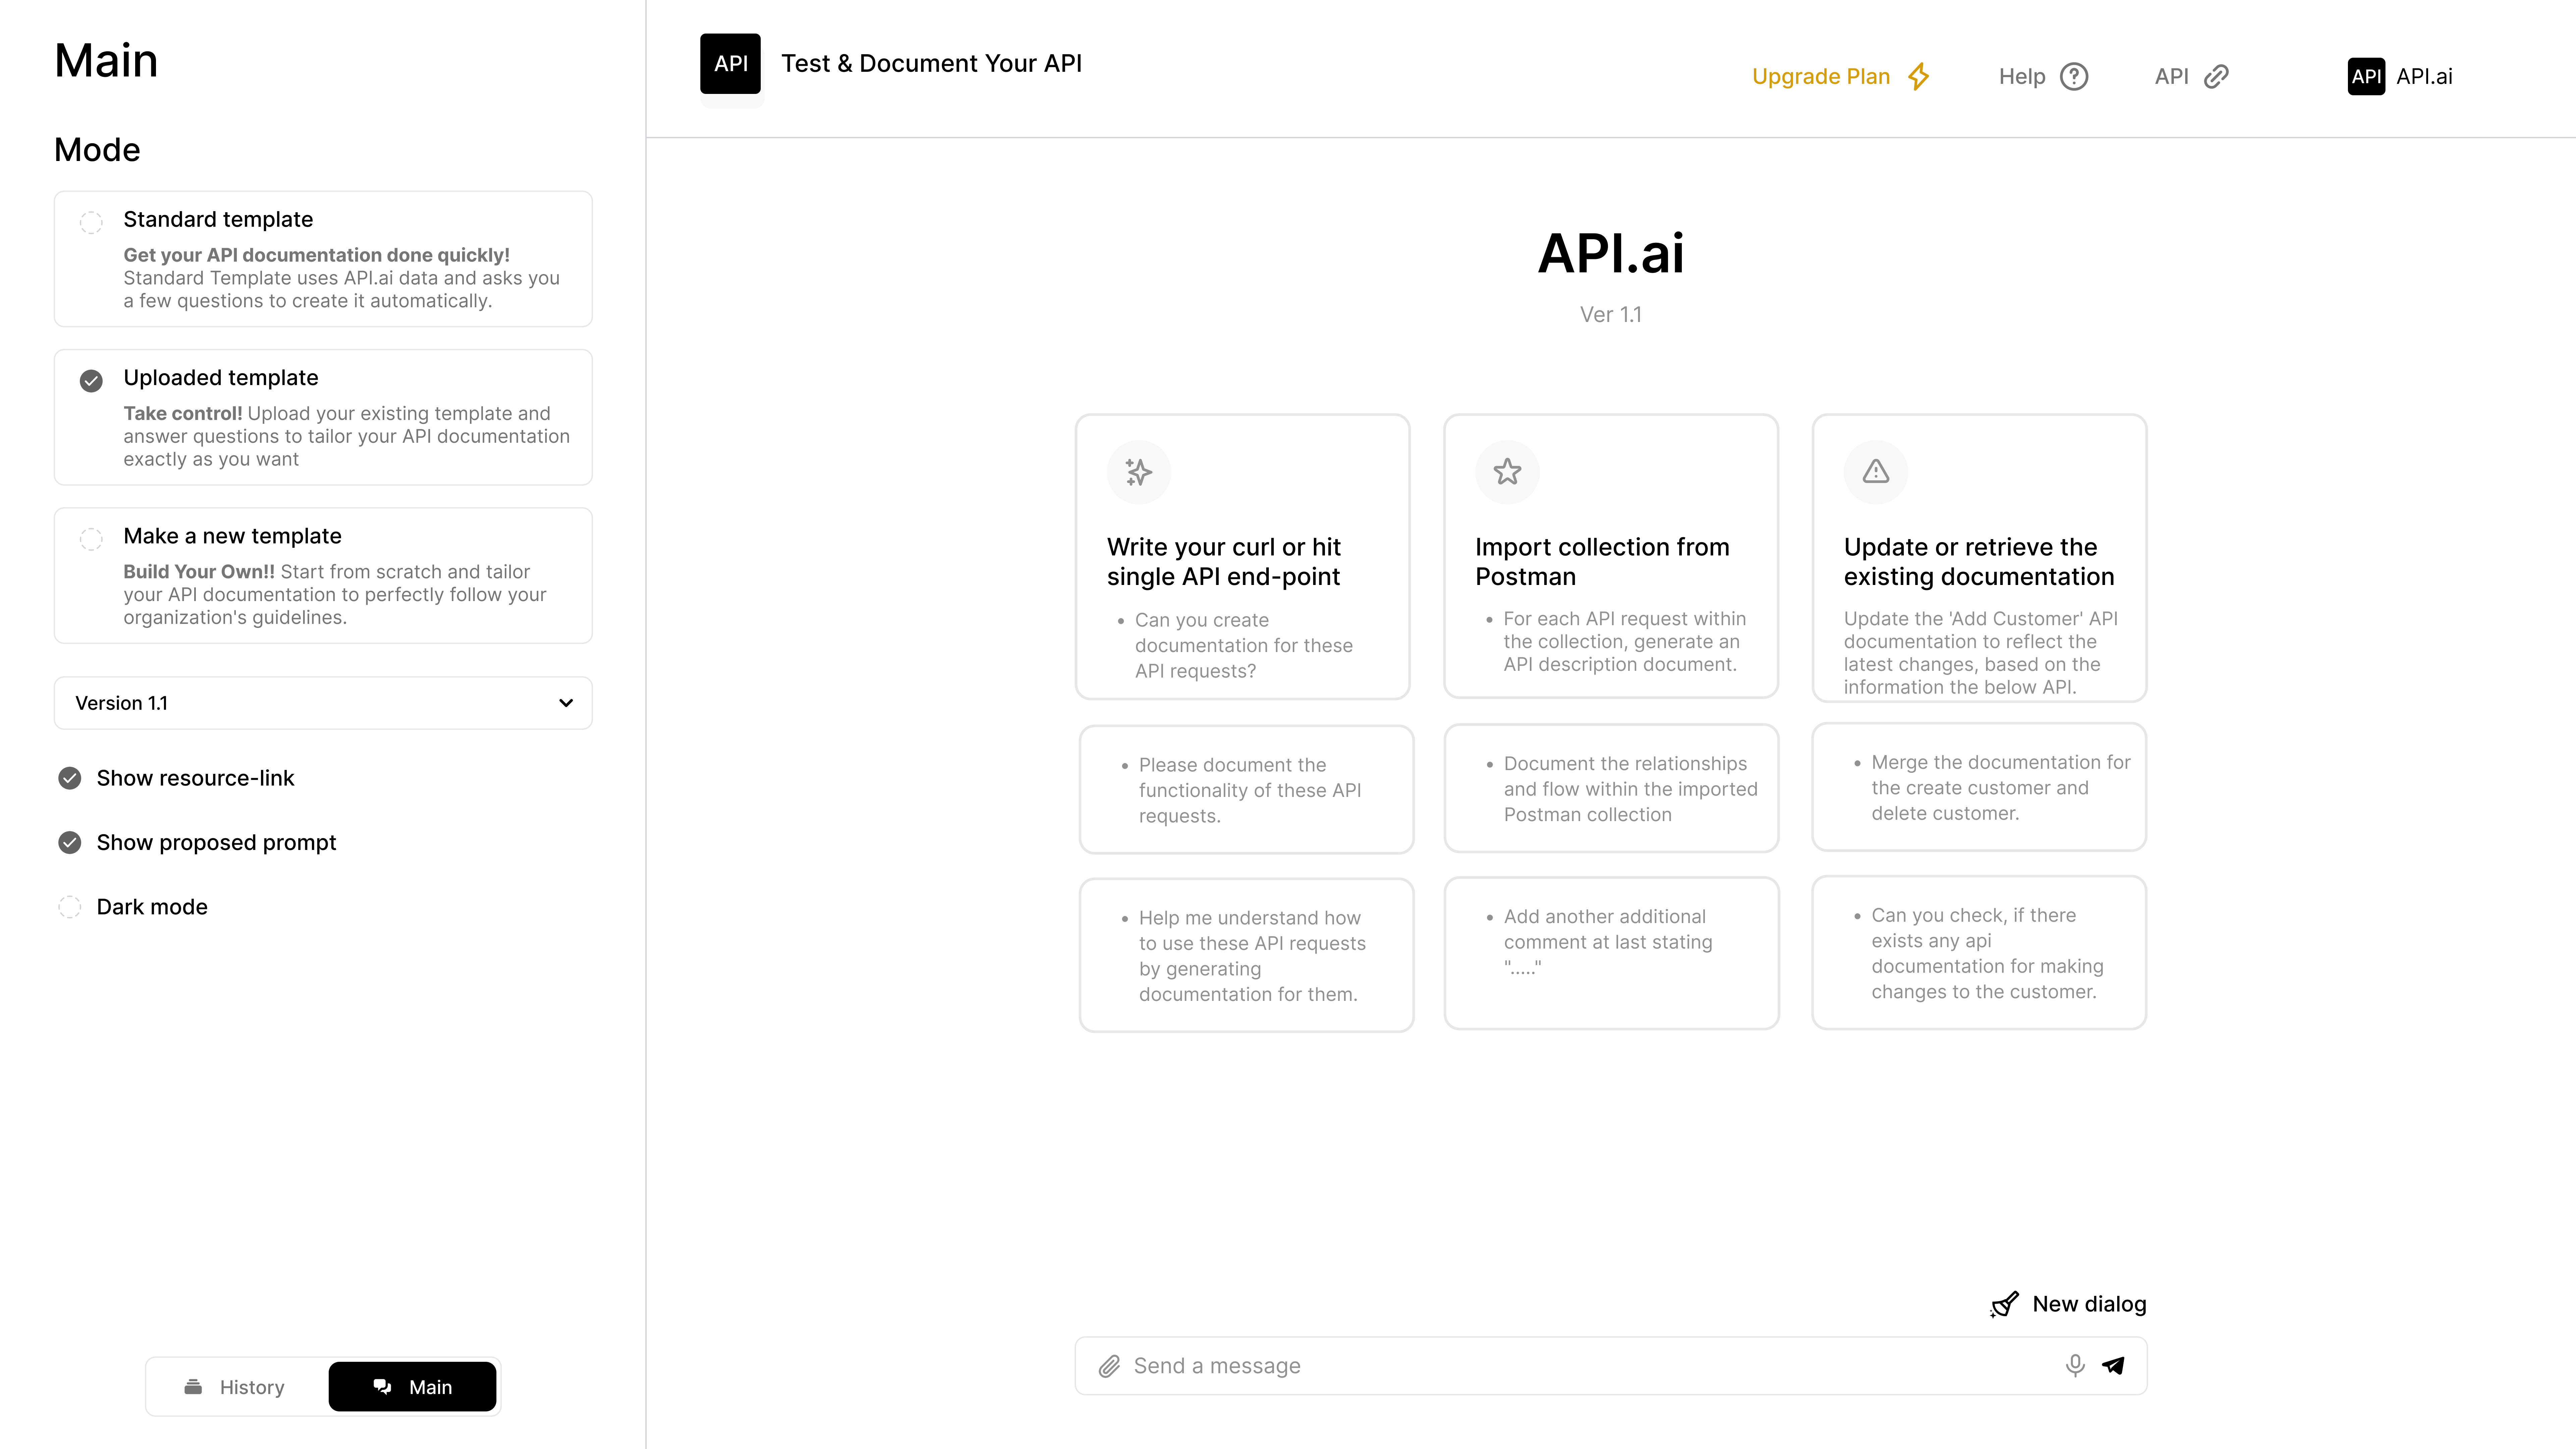 Main
Mode
Standard template
Get your API documentation done quickly!
Standard Template uses API.ai data and asks you
a few questions to create it automatically.
Uploaded template
Take control! Upload your existing template and
answer questions to tailor your API documentation
exactly as you want
Make a new template
Build Your Own!! Start from scratch and tailor
your API documentation to perfectly follow your
organization's guidelines.
Version 1.1
Show resource-link
Show proposed prompt
Dark mode
History
Main
API
Test & Document Your API
Upgrade Plan
Help
API
API
API.ai
API.ai
Ver 1.1
Write your curl or hit
single API end-point
• Can you create
documentation for these
API requests?
Import collection from
Postman
• For each API request within
the collection, generate an
API description document.
Update or retrieve the
existing documentation
Update the 'Add Customer' API
documentation to reflect the
latest changes, based on the
information the below API.
• Please document the
functionality of these API
requests.
• Document the relationships
and flow within the imported
Postman collection
• Merge the documentation for
the create customer and
delete customer.
• Help me understand how
to use these API requests
by generating
documentation for them.
• Add another additional
comment at last stating
"....."
• Can you check, if there
exists any api
documentation for making
changes to the customer.
New dialog
Send a message